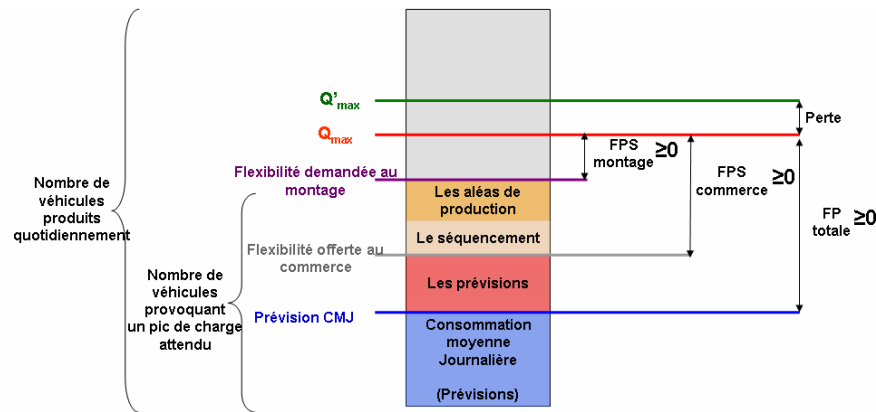 Q'max
Perte
Qmax
FPS
montage ≥0
FPS
commerce ≥0
FP
totale ≥0
Flexibilité demandée au
montage
Nombre de
véhicules
produits
quotidiennement
Les aléas de
production
Le séquencement
Flexibilité offerte au
commerce
Nombre de
véhicules
provoquant
un pic de charge
attendu
Les prévisions
Prévision CMJ
Consommation
moyenne
Journalière
(Prévisions)